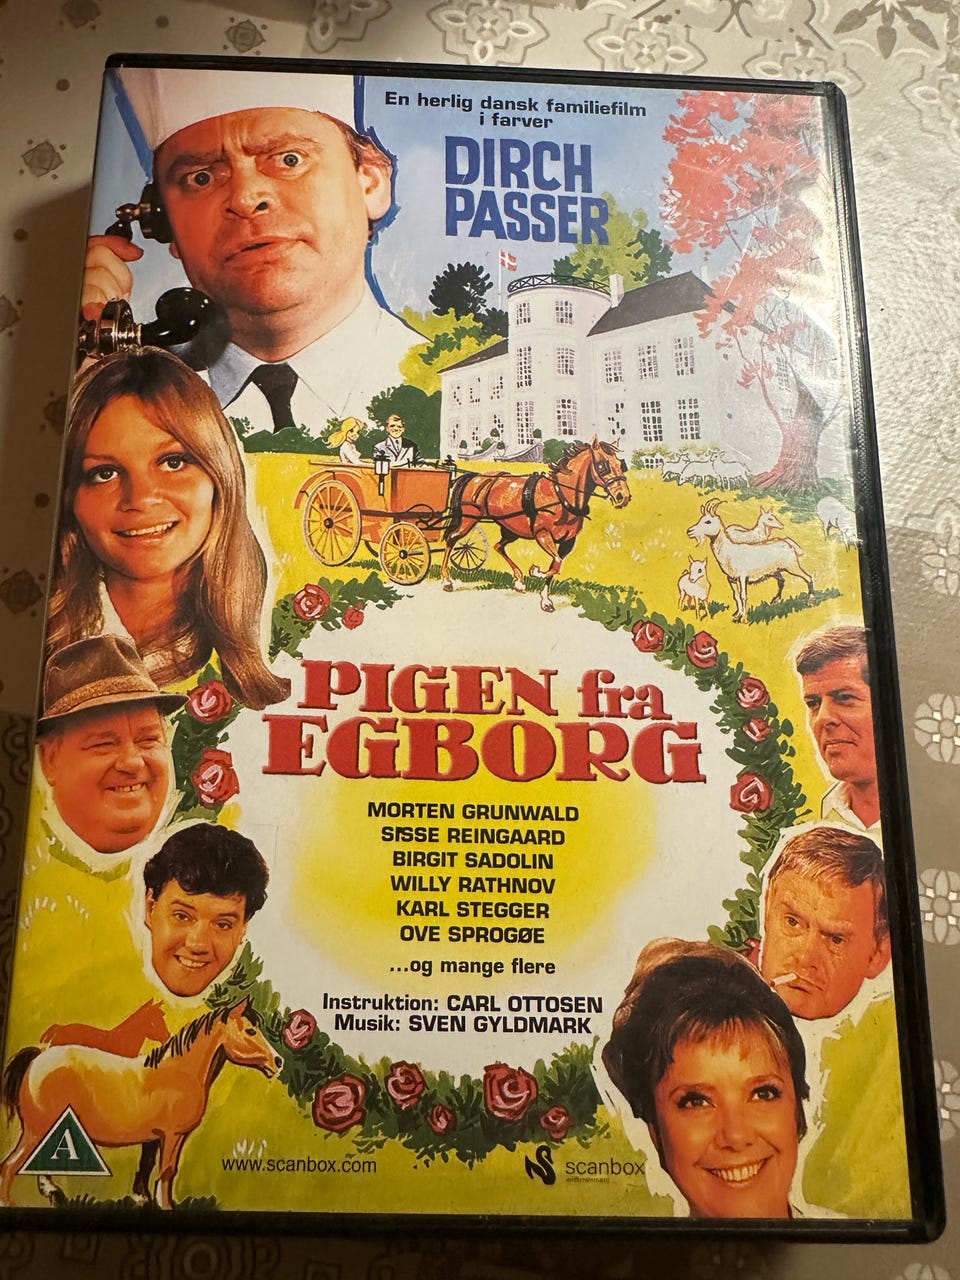 En herlig dansk familiefilm
i farver
DIRCH
PASSER
PIGEN fra
EGBORG
MORTEN GRUNWALD
SISSE REINGAARD
BIRGIT SADOLIN
WILLY RATHNOV
KARL STEGGER
OVE SPROGØE
...og mange flere
Instruktion: CARL OTTOSEN
Musik: SVEN GYLDMARK
A
www.scanbox.com
scanbox
entertainment